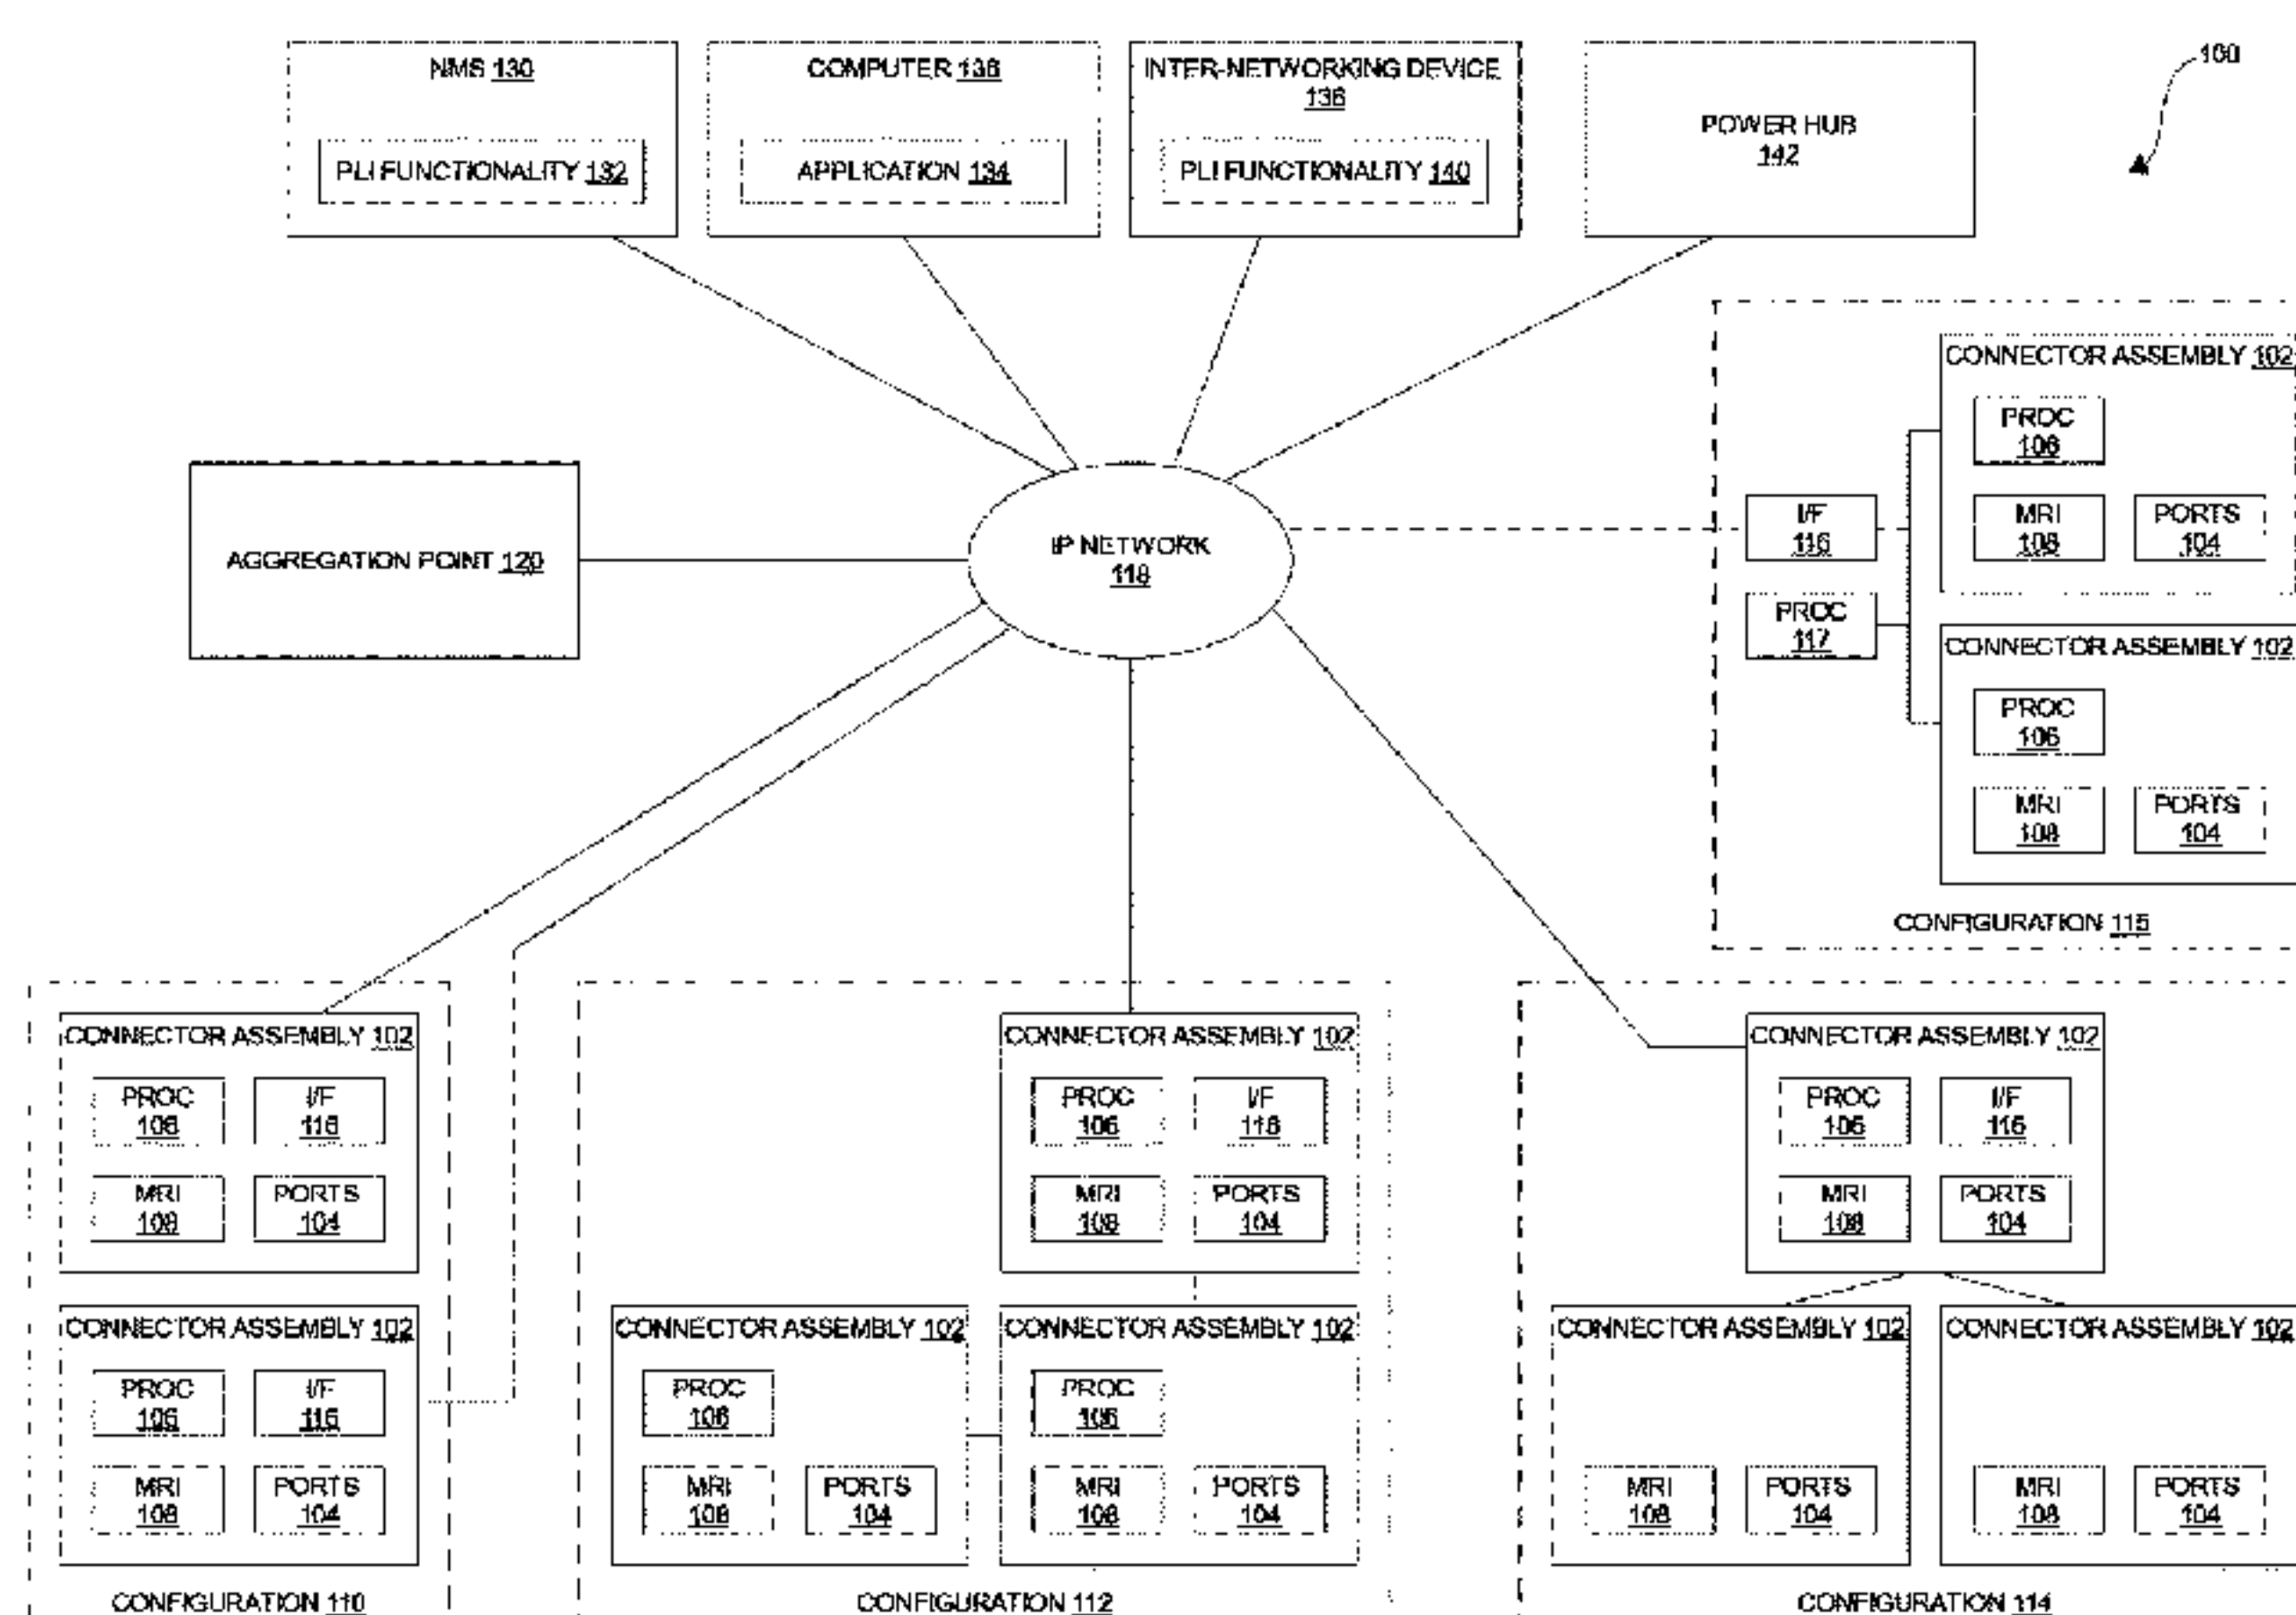 100
NMS 130
PLI FUNCTIONALITY 132
COMPUTER 136
APPLICATION 134
INTER-NETWORKING DEVICE
138
PLI FUNCTIONALITY 140
POWER HUB
142
AGGREGATION POINT 120
IP NETWORK
118
I/F
116
PROC
117
CONNECTOR ASSEMBLY 102
PROC
106
MRI
108
PORTS
104
CONNECTOR ASSEMBLY 102
PROC
106
MRI
108
PORTS
104
CONFIGURATION 115
CONNECTOR ASSEMBLY 102
PROC
106
I/F
116
MRI
108
PORTS
104
CONNECTOR ASSEMBLY 102
PROC
106
I/F
116
MRI
108
PORTS
104
CONFIGURATION 110
CONNECTOR ASSEMBLY 102
PROC
106
I/F
116
MRI
108
PORTS
104
CONNECTOR ASSEMBLY 102
PROC
106
MRI
108
PORTS
104
CONNECTOR ASSEMBLY 102
PROC
106
MRI
108
PORTS
104
CONFIGURATION 112
CONNECTOR ASSEMBLY 102
PROC
106
I/F
116
MRI
108
PORTS
104
CONNECTOR ASSEMBLY 102
MRI
108
PORTS
104
CONNECTOR ASSEMBLY 102
MRI
108
PORTS
104
CONFIGURATION 114